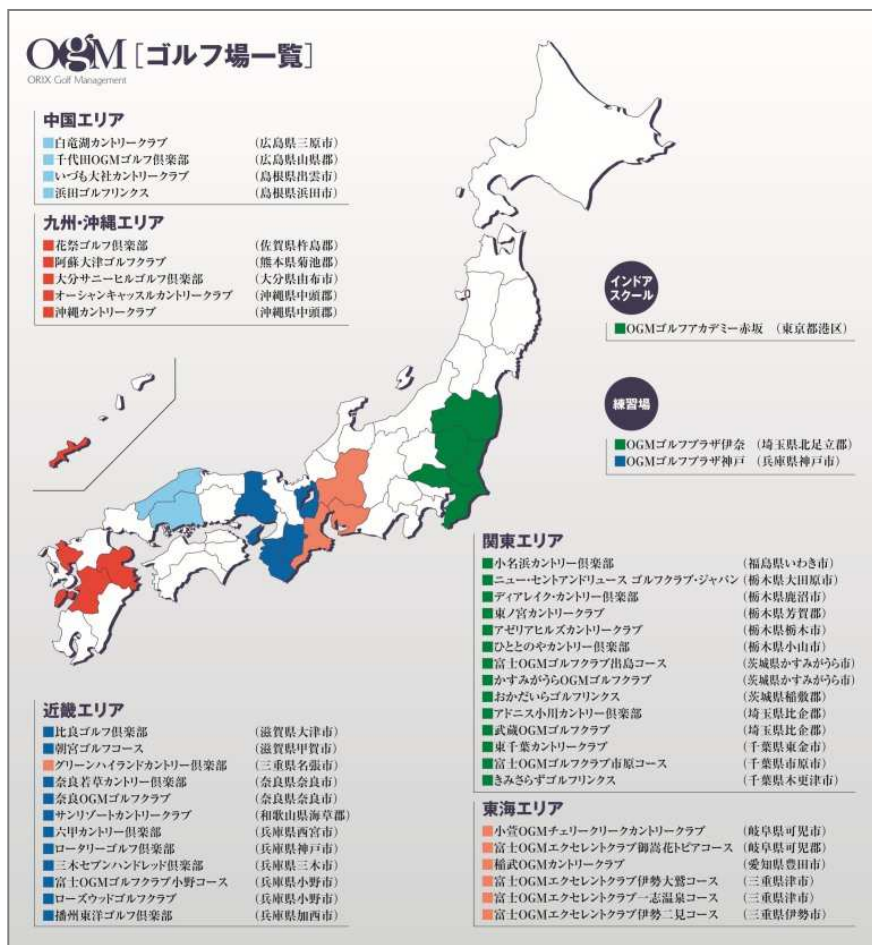 OGM [ゴルフ場一覧]
ORIX Golf Management
中国エリア
■白竜湖カントリークラブ （広島県三原市）
■千代田OGMゴルフ倶楽部 （広島県山県郡）
■いづも大社カントリークラブ （島根県出雲市）
■浜田ゴルフリンクス （島根県浜田市）
九州・沖縄エリア
■花祭ゴルフ倶楽部 （佐賀県杵島郡）
■阿蘇大津ゴルフクラブ （熊本県菊池郡）
■大分サニーヒルゴルフ倶楽部 （大分県由布市）
■オーシャンキャッスルカントリークラブ （沖縄県中頭郡）
■沖縄カントリークラブ （沖縄県中頭郡）
インドア
スクール
■OGMゴルフアカデミー赤坂 （東京都港区）
練習場
■OGMゴルフプラザ伊奈 （埼玉県北足立郡）
■OGMゴルフプラザ神戸 （兵庫県神戸市）
関東エリア
■小名浜カントリー倶楽部 （福島県いわき市）
■ニュー・セントアンドリュース ゴルフクラブ・ジャパン （栃木県大田原市）
■ディアレイク・カントリー倶楽部 （栃木県鹿沼市）
■東ノ宮カントリークラブ （栃木県芳賀郡）
■アゼリアヒルズカントリークラブ （栃木県栃木市）
■ひととのやカントリー倶楽部 （栃木県小山市）
■富士OGMゴルフクラブ出島コース （茨城県かすみがうら市）
■かすみがうらOGMゴルフクラブ （茨城県かすみがうら市）
■おかだいらゴルフリンクス （茨城県稲敷郡）
■アドニス小川カントリー倶楽部 （埼玉県比企郡）
■武蔵OGMゴルフクラブ （埼玉県比企郡）
■東千葉カントリークラブ （千葉県東金市）
■富士OGMゴルフクラブ市原コース （千葉県市原市）
■きみさらずゴルフリンクス （千葉県木更津市）
近畿エリア
■比良ゴルフ倶楽部 （滋賀県大津市）
■朝宮ゴルフコース （滋賀県甲賀市）
■グリーンハイランドカントリー倶楽部 （三重県名張市）
■奈良若草カントリー倶楽部 （奈良県奈良市）
■奈良OGMゴルフクラブ （奈良県奈良市）
■サンリゾートカントリークラブ （和歌山県海草郡）
■六甲カントリー倶楽部 （兵庫県西宮市）
■ロータリーゴルフ倶楽部 （兵庫県神戸市）
■三木セブンハンドレッド倶楽部 （兵庫県三木市）
■富士OGMゴルフクラブ小野コース （兵庫県小野市）
■ローズウッドゴルフクラブ （兵庫県小野市）
■播州東洋ゴルフ倶楽部 （兵庫県加西市）
東海エリア
■小萱OGMチェリークリークカントリークラブ （岐阜県可児市）
■富士OGMエクセレントクラブ御嵩花トピアコース （岐阜県可児郡）
■稲武OGMカントリークラブ （愛知県豊田市）
■富士OGMエクセレントクラブ伊勢大鷲コース （三重県津市）
■富士OGMエクセレントクラブ一志温泉コース （三重県津市）
■富士OGMエクセレントクラブ伊勢二見コース （三重県伊勢市）